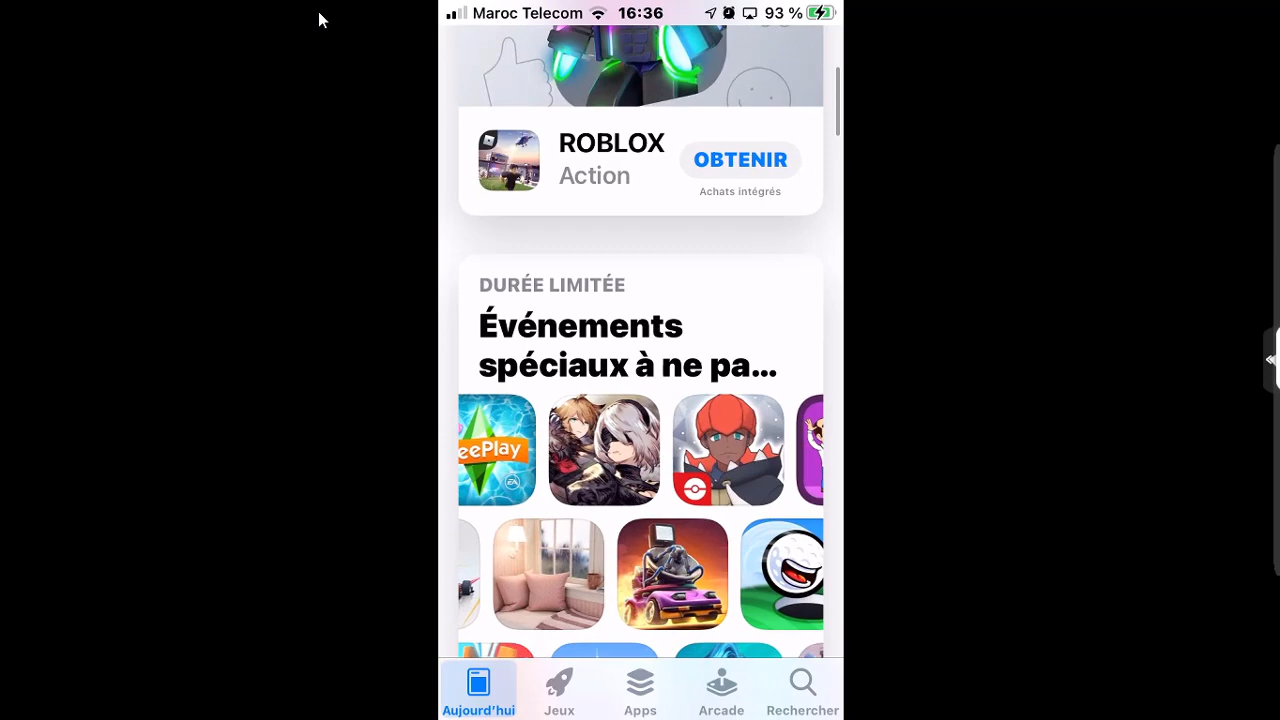 Maroc Telecom 16:36 93 %
ROBLOX
Action
OBTENIR
Achats intégrés
DURÉE LIMITÉE
Événements
spéciaux à ne pa...
eePlay
EA
Aujourd'hui Jeux Apps Arcade Rechercher